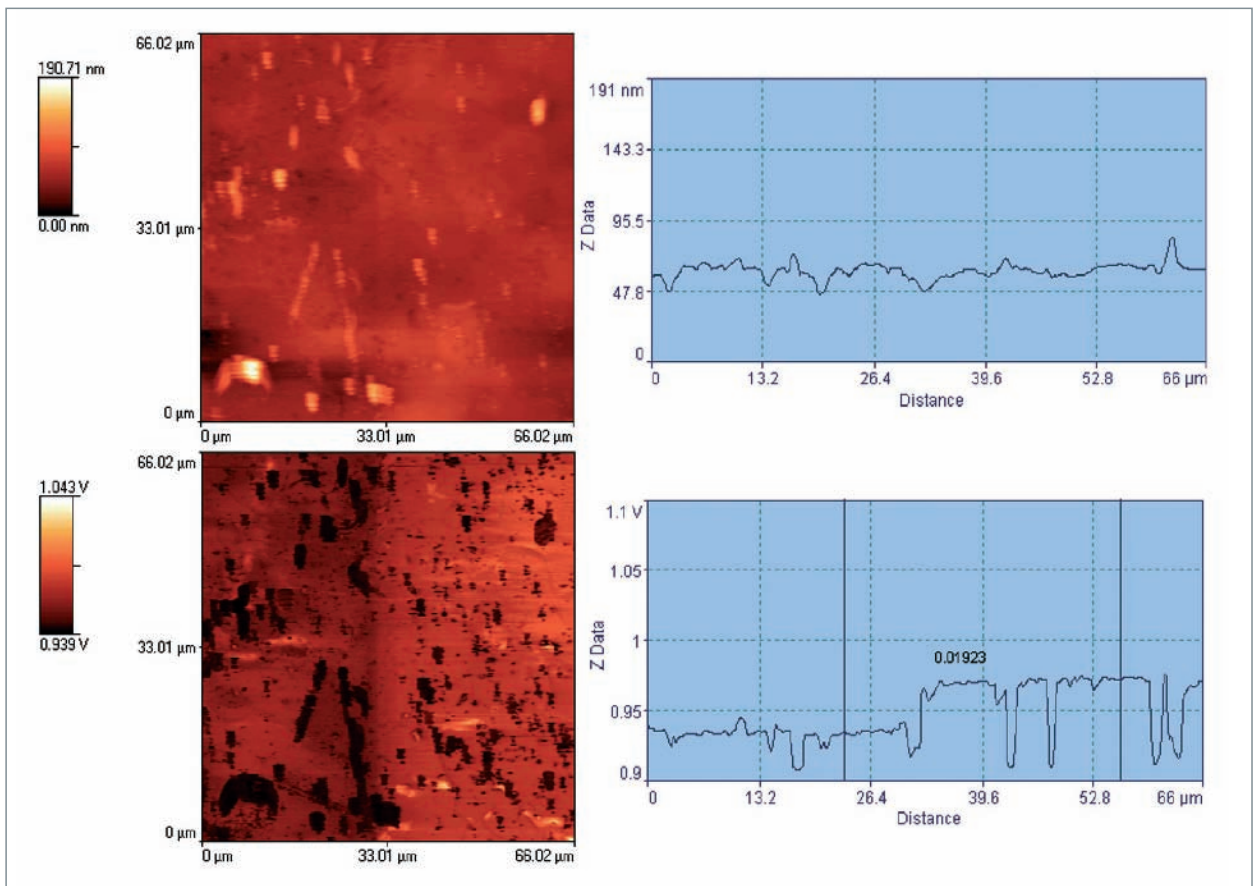 190.71 nm
0.00 nm
66.02 µm
33.01 µm
0 µm
0 µm
33.01 µm
66.02 µm
191 nm
143.3
95.5
47.8
0
Z Data
0
13.2
26.4
39.6
52.8
66 µm
Distance
1.043 V
0.939 V
66.02 µm
33.01 µm
0 µm
0 µm
33.01 µm
66.02 µm
1.1 V
1.05
1
0.95
0.9
Z Data
0.01923
0
13.2
26.4
39.6
52.8
66 µm
Distance